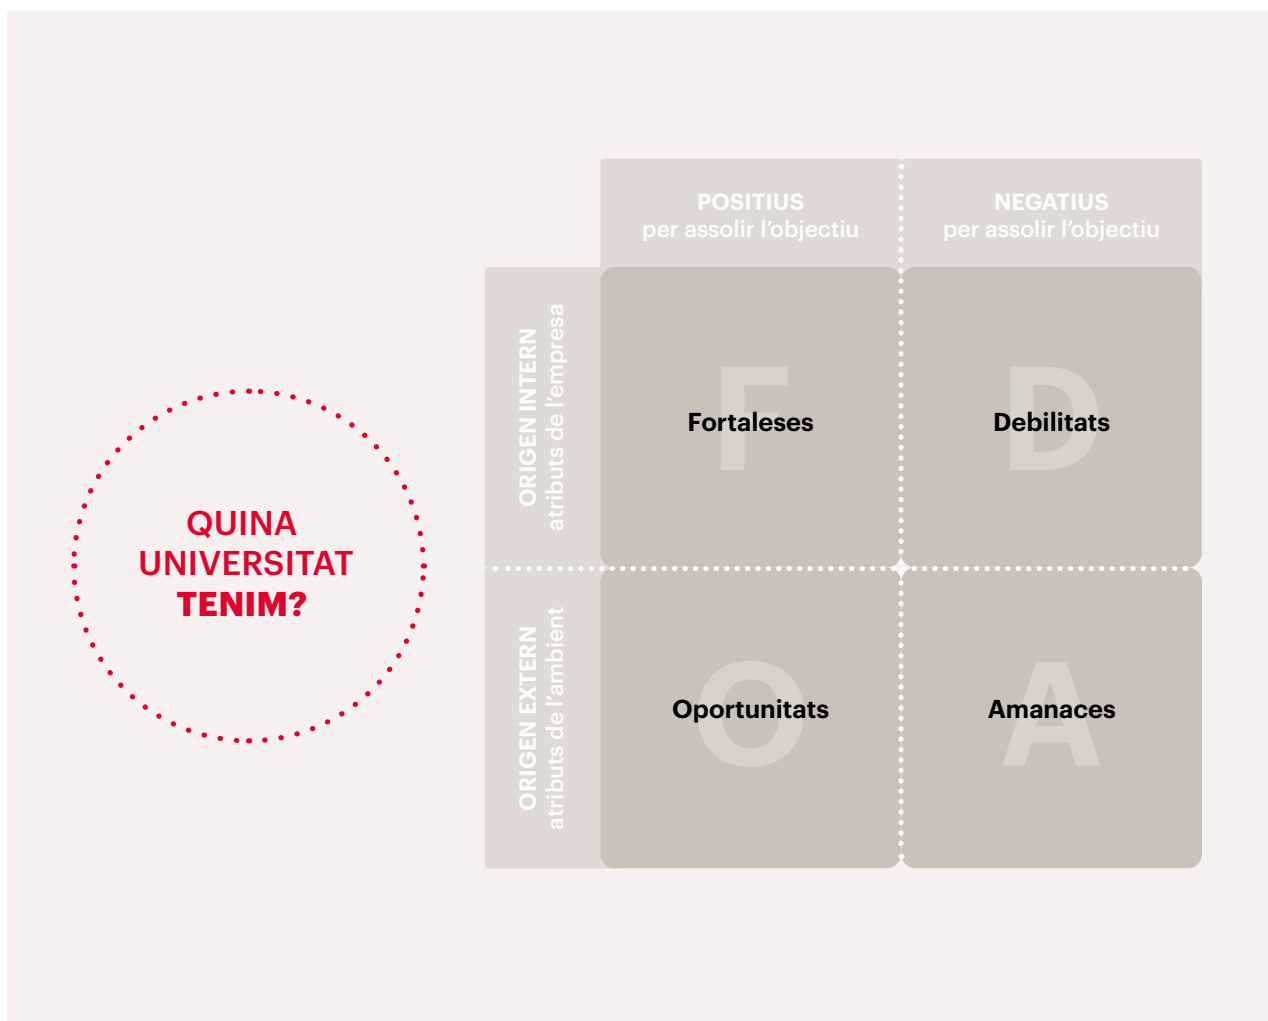 QUINA
UNIVERSITAT
TENIM?
POSITIUS
per assolir l’objectiu
NEGATIUS
per assolir l’objectiu
ORIGEN INTERN
atributs de l’empresa
F
Fortaleses
D
Debilitats
ORIGEN EXTERN
atributs de l’ambient
O
Oportunitats
A
Amanaces